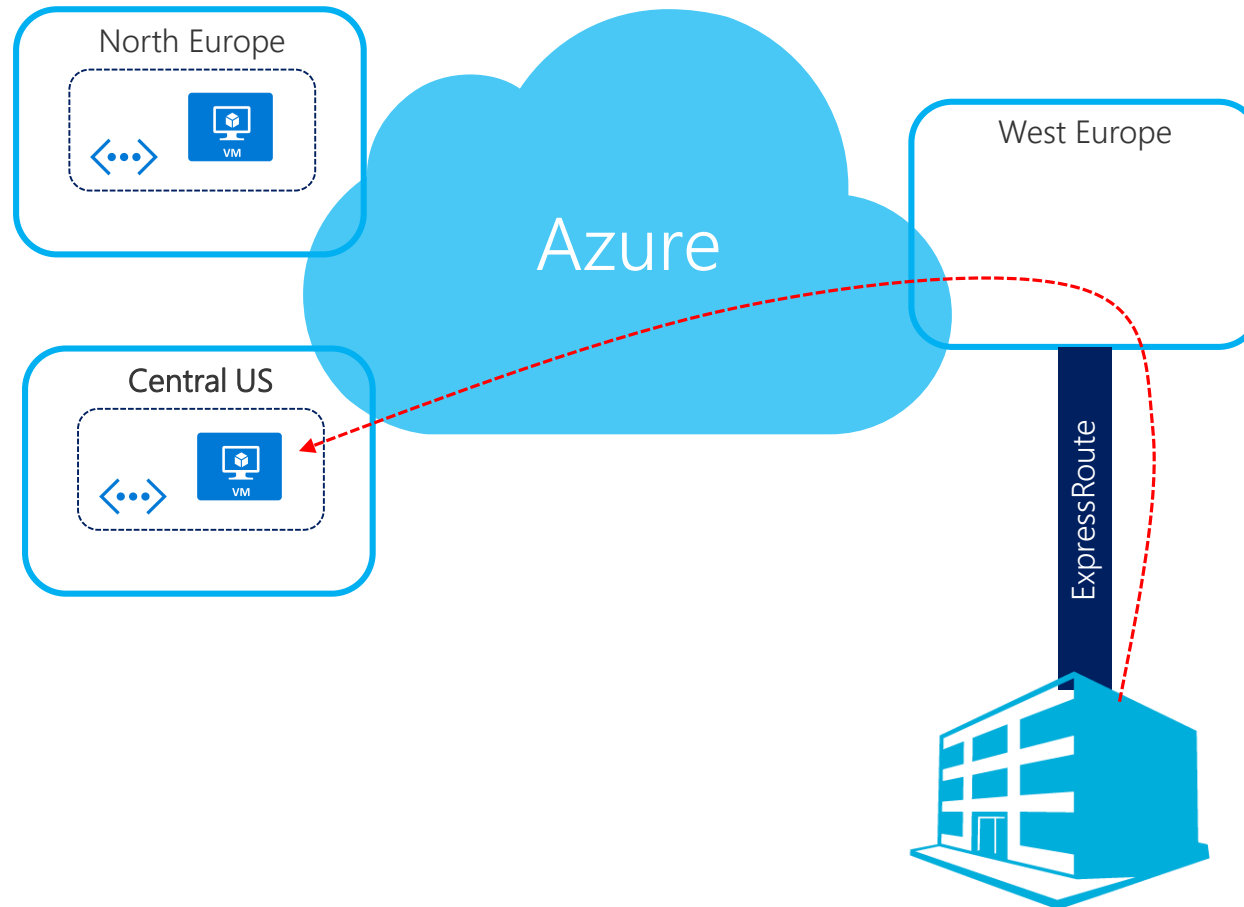 North Europe
VM
Azure
West Europe
Central US
VM
ExpressRoute